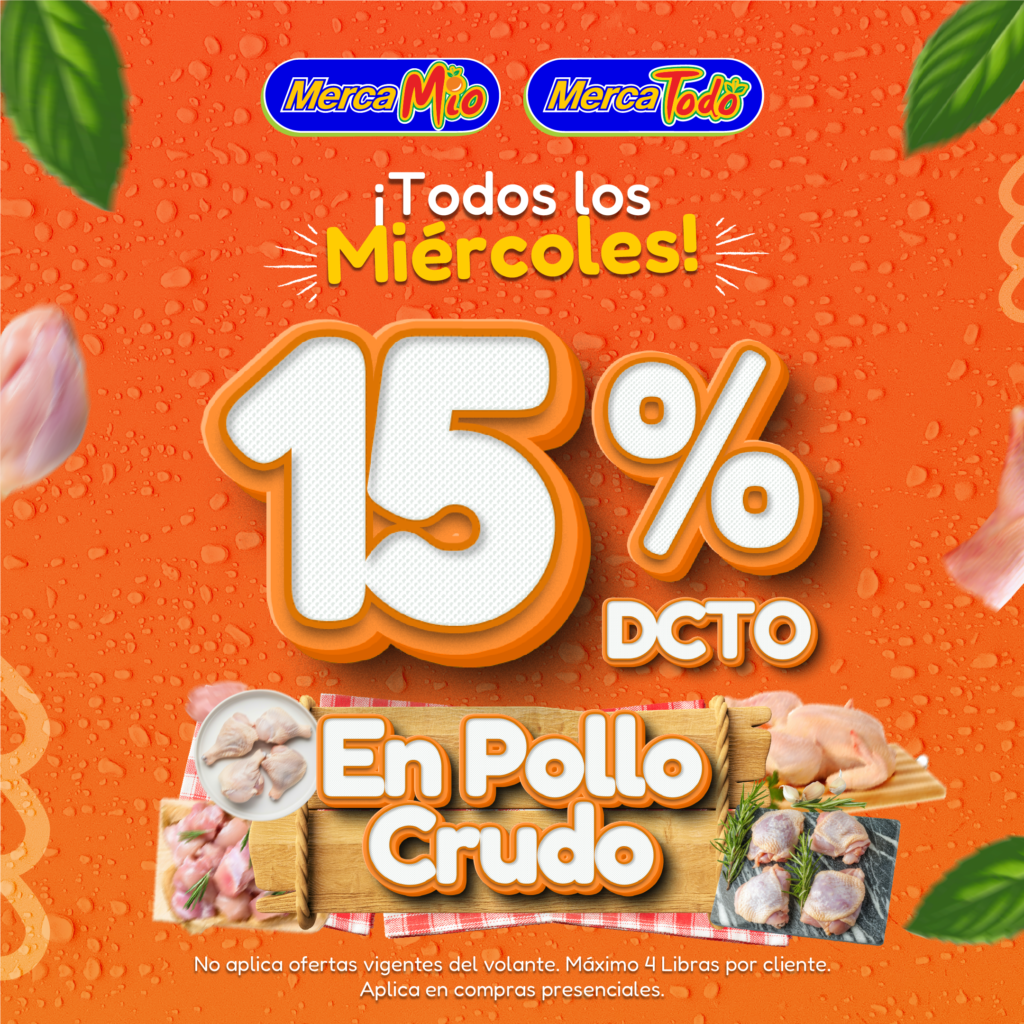 MercaMío MercaTodo
¡Todos los
Miércoles!
15%
DCTO
En Pollo
Crudo
No aplica ofertas vigentes del volante. Máximo 4 Libras por cliente.
Aplica en compras presenciales.